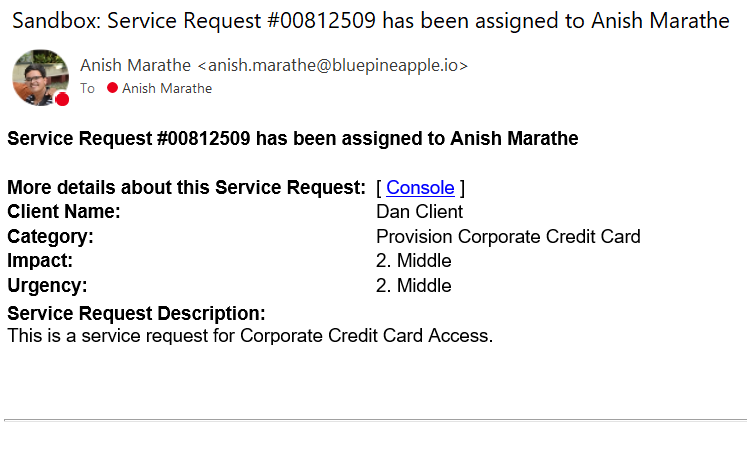 Sandbox: Service Request #00812509 has been assigned to Anish Marathe
Anish Marathe <anish.marathe@bluepineapple.io>
To Anish Marathe
Service Request #00812509 has been assigned to Anish Marathe
More details about this Service Request: [ Console ]
Client Name: Dan Client
Category: Provision Corporate Credit Card
Impact: 2. Middle
Urgency: 2. Middle
Service Request Description:
This is a service request for Corporate Credit Card Access.